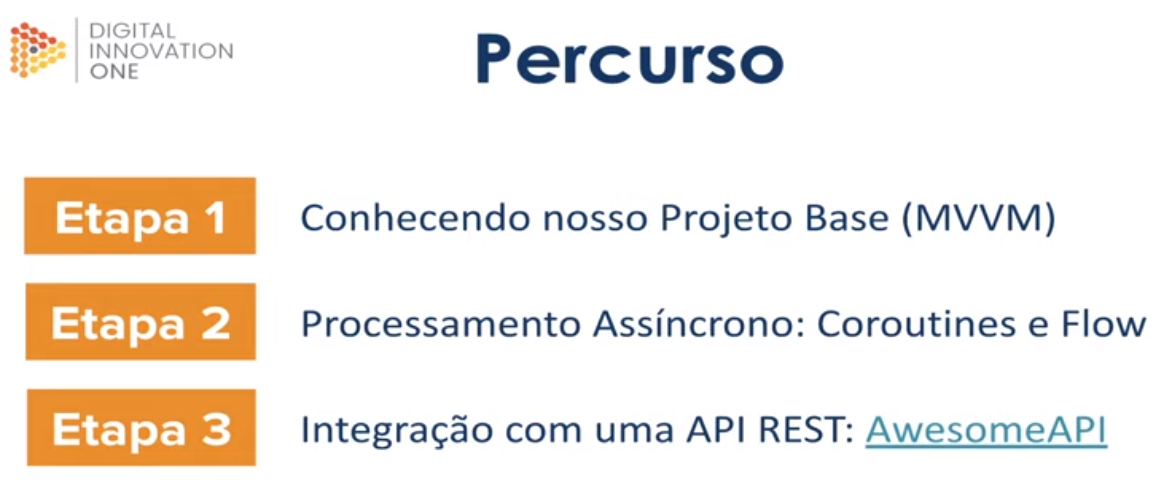 DIGITAL
INNOVATION
ONE
Percurso
Etapa 1 Conhecendo nosso Projeto Base (MVVM)
Etapa 2 Processamento Assíncrono: Coroutines e Flow
Etapa 3 Integração com uma API REST: AwesomeAPI